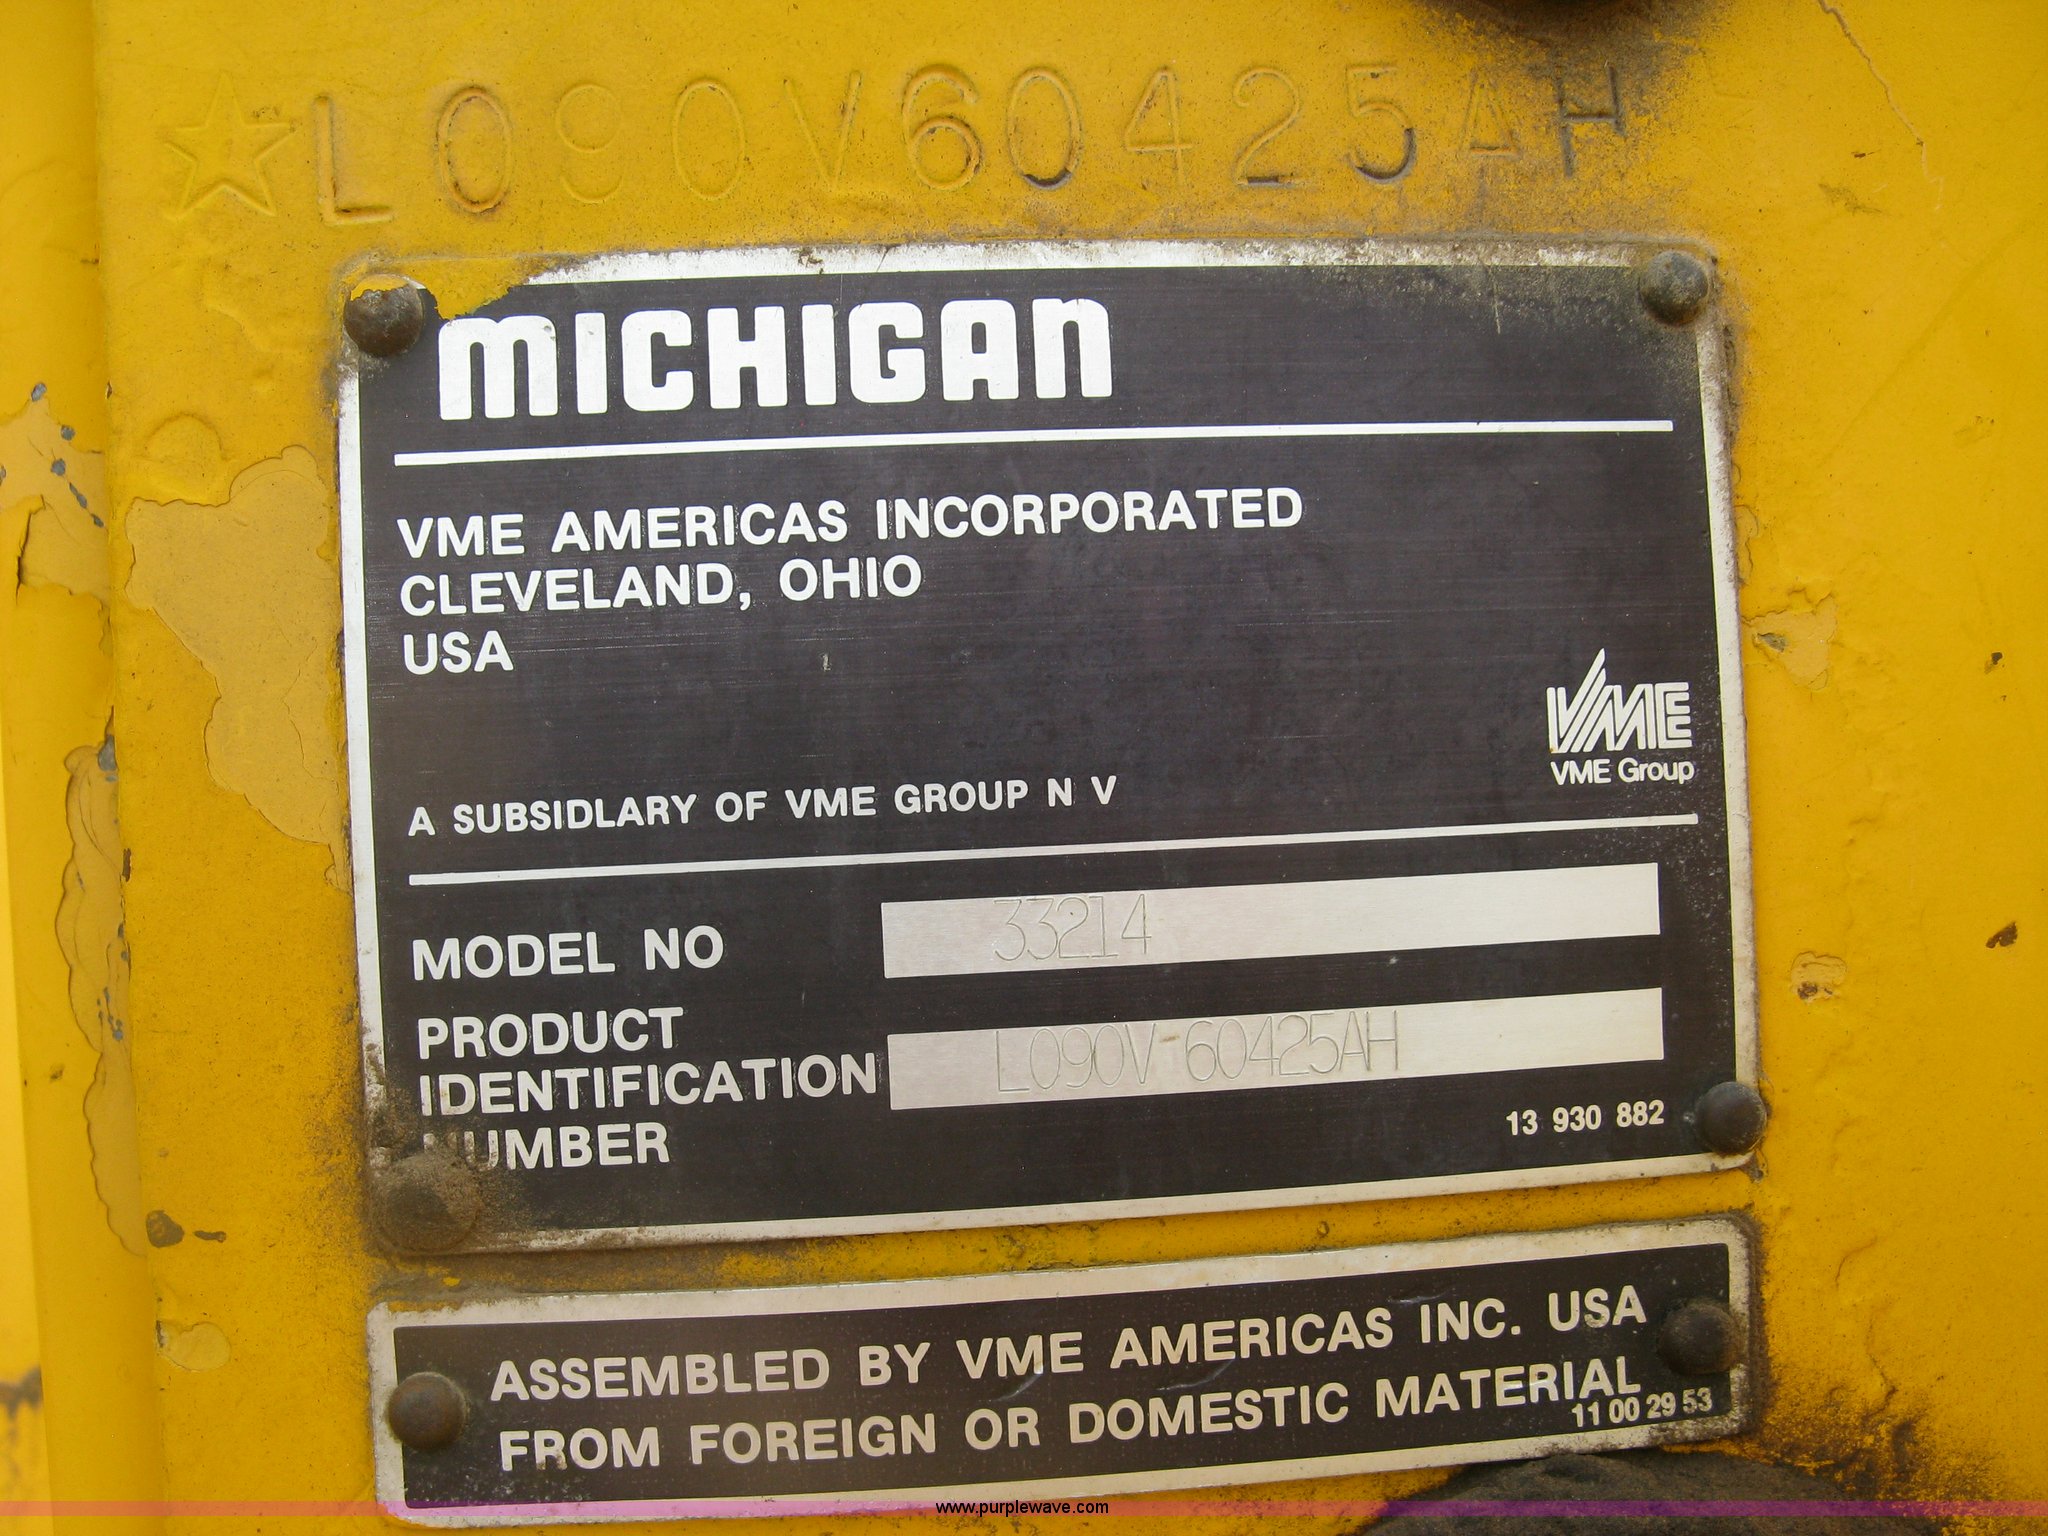 ☆L090V60425AH
MICHIGAN
VME AMERICAS INCORPORATED
CLEVELAND, OHIO
USA
VME
VME Group
A SUBSIDLARY OF VME GROUP N V
MODEL NO 33214
PRODUCT
IDENTIFICATION L090V-60425AH
NUMBER
13 930 882
ASSEMBLED BY VME AMERICAS INC. USA
FROM FOREIGN OR DOMESTIC MATERIAL
11 00 29 53
www.purplewave.com